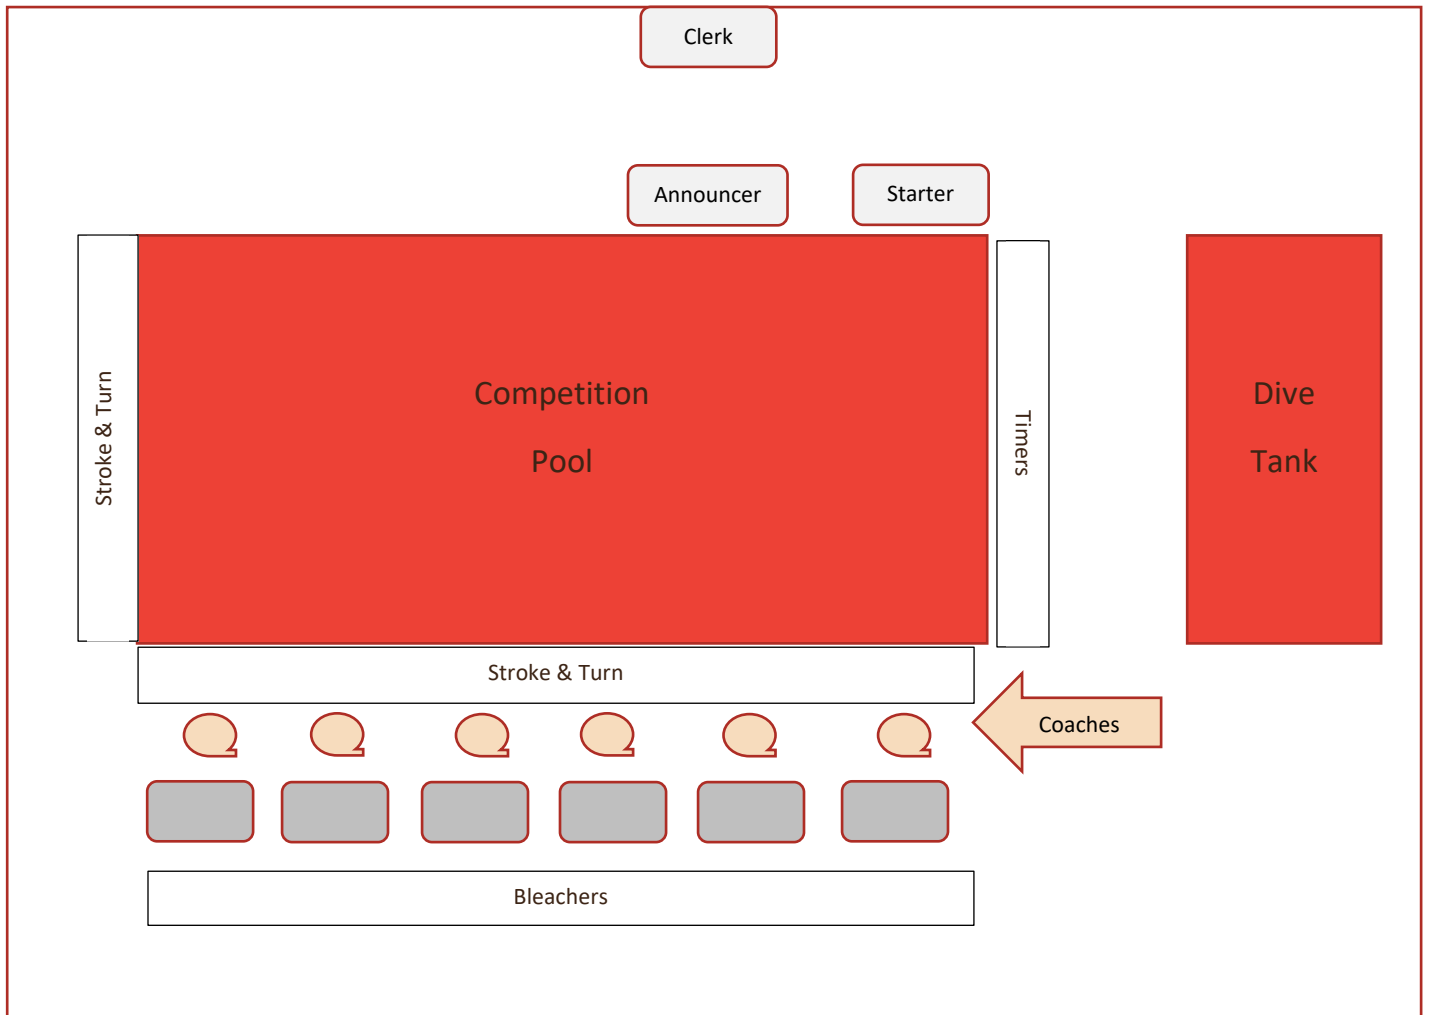 Clerk
Announcer
Starter
Stroke & Turn
Competition
Pool
Timers
Dive
Tank
Stroke & Turn
Coaches
Bleachers